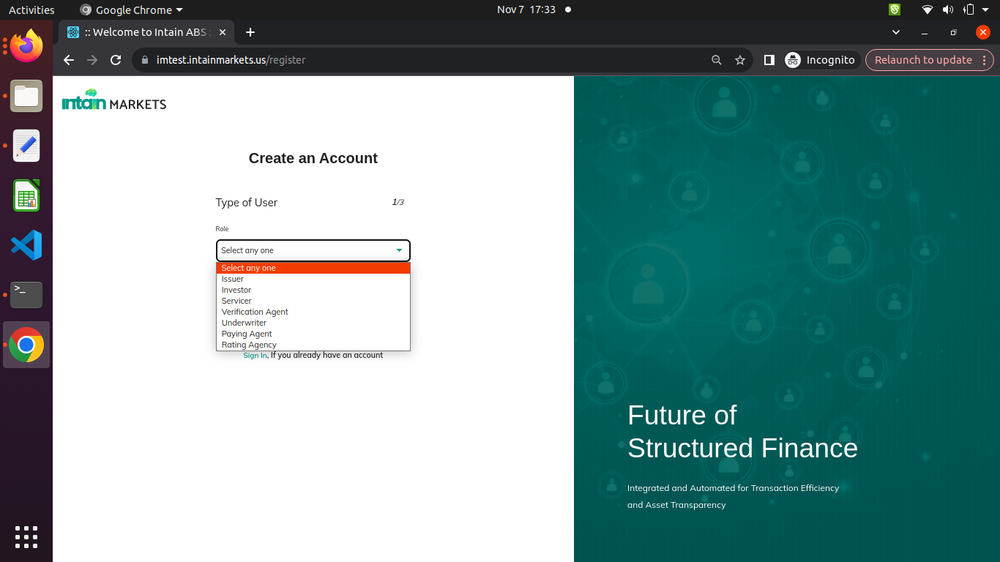 Activities
Google Chrome
Nov 7 17:33
:: Welcome to Intain ABS :
imtest.intainmarkets.us/register
Incognito
Relaunch to update
intain MARKETS
Create an Account
Type of User
1/3
Role
Select any one
Select any one
Issuer
Investor
Servicer
Verification Agent
Underwriter
Paying Agent
Rating Agency
Sign In, If you already have an account
Future of
Structured Finance
Integrated and Automated for Transaction Efficiency
and Asset Transparency
>_